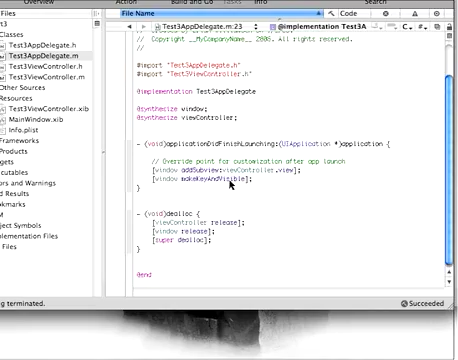 Overview
Action
Build and Go
Tasks
Info
Search
Files
File Name
Code
Test3AppDelegate.m:23
@implementation Test3A
C
#
rt3
Classes
Test3AppDelegate.h
Test3AppDelegate.m
Test3ViewController.h
Test3ViewController.m
Other Sources
Resources
Test3ViewController.xib
MainWindow.xib
Info.plist
Frameworks
Products
gets
cutables
ors and Warnings
d Results
okmarks
M
oject Symbols
plementation Files
Files
// Copyright __MyCompanyName__ 2008. All rights reserved.
//
#import "Test3AppDelegate.h"
#import "Test3ViewController.h"
@implementation Test3AppDelegate
@synthesize window;
@synthesize viewController;
- (void)applicationDidFinishLaunching:(UIApplication *)application {
// Override point for customization after app launch
[window addSubview:viewController.view];
[window makeKeyAndVisible];
}
- (void)dealloc {
[viewController release];
[window release];
[super dealloc];
}
@end
g terminated.
Succeeded